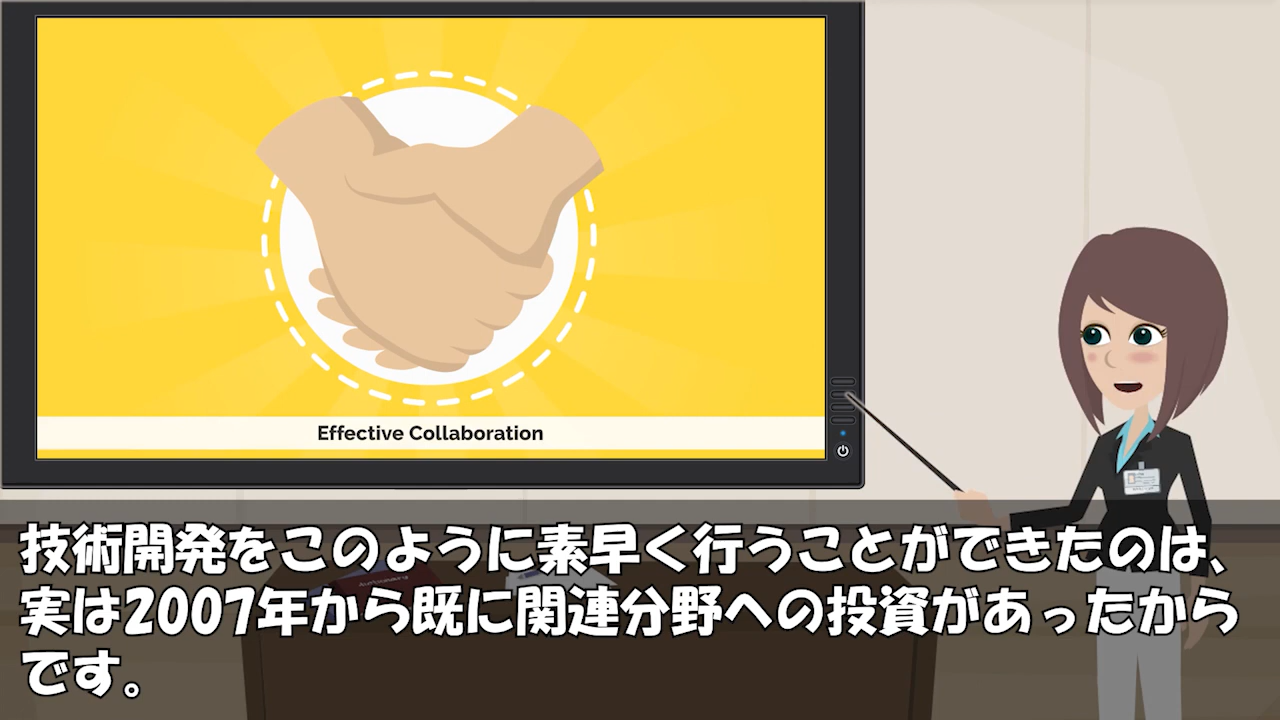 Effective Collaboration
技術開発をこのように素早く行うことができたのは、
実は2007年から既に関連分野への投資があったから
です。